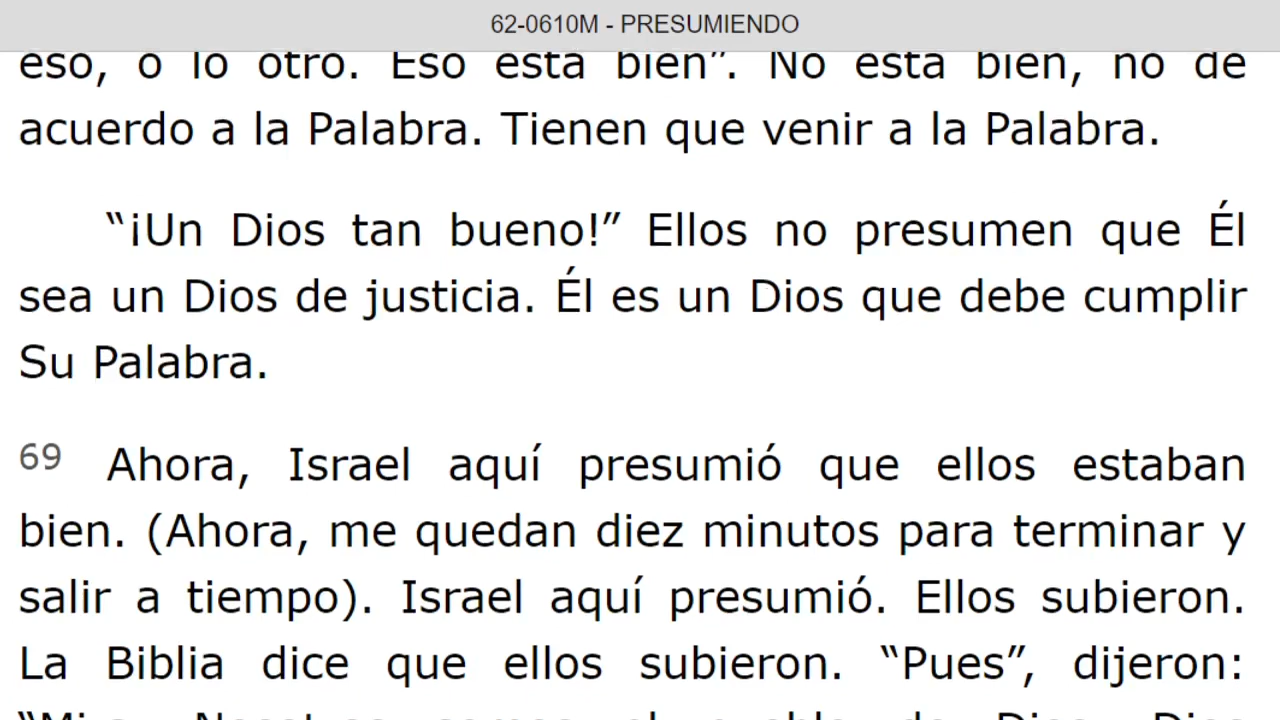 62-0610M - PRESUMIENDO
eso, o lo otro. Eso está bien”. No está bien, no de
acuerdo a la Palabra. Tienen que venir a la Palabra.
“¡Un Dios tan bueno!” Ellos no presumen que Él
sea un Dios de justicia. Él es un Dios que debe cumplir
Su Palabra.
69 Ahora, Israel aquí presumió que ellos estaban
bien. (Ahora, me quedan diez minutos para terminar y
salir a tiempo). Israel aquí presumió. Ellos subieron.
La Biblia dice que ellos subieron. “Pues”, dijeron: